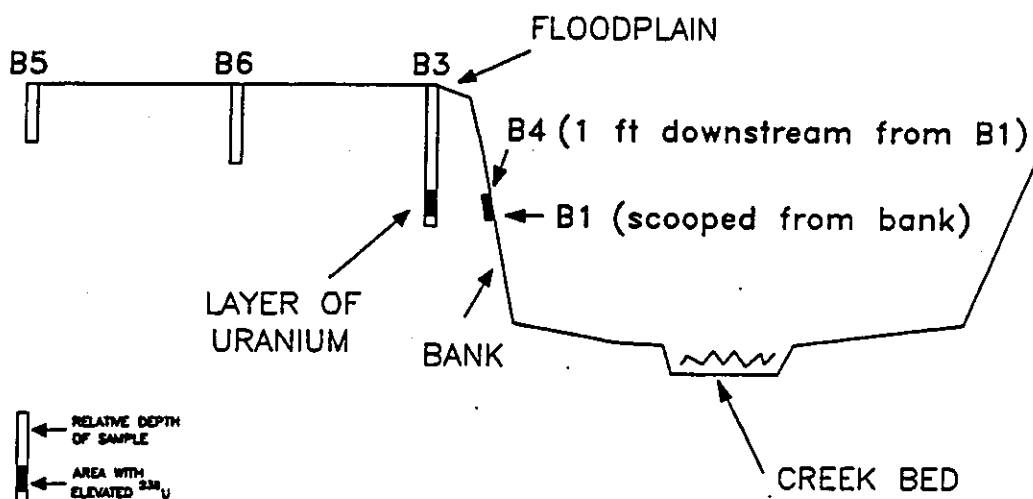 FLOODPLAIN
B5
B6
B3
B4 (1 ft downstream from B1)
B1 (scooped from bank)
LAYER OF
URANIUM
BANK
RELATIVE DEPTH
OF SAMPLE
AREA WITH
ELEVATED ²³⁸U
CREEK BED